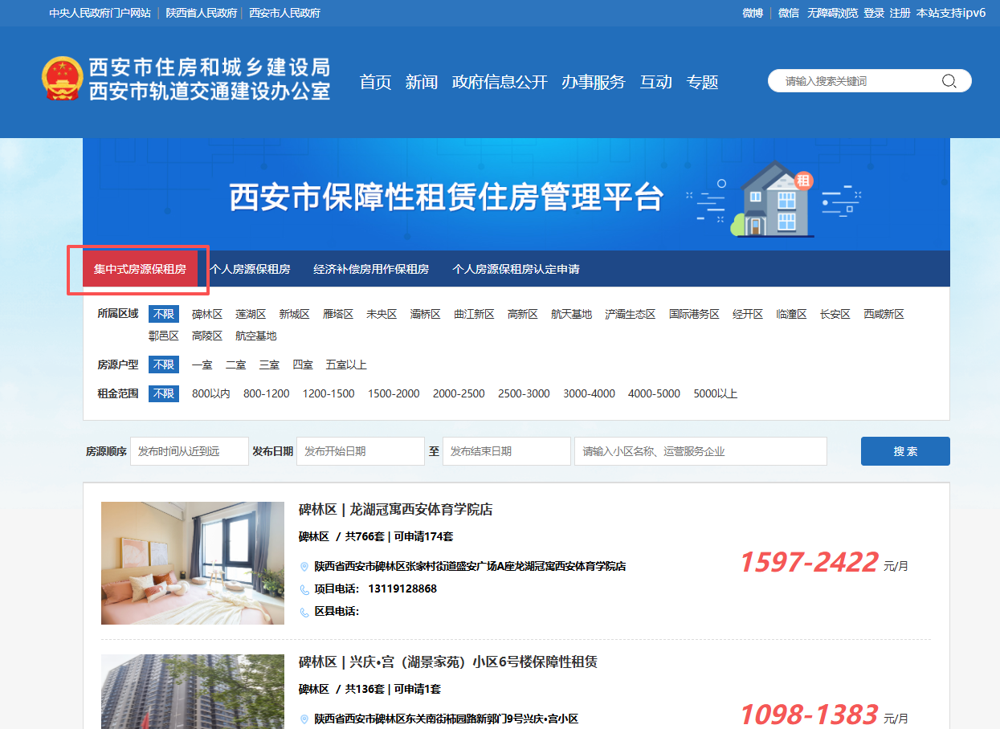 中央人民政府门户网站 | 陕西省人民政府 | 西安市人民政府
微博 | 微信 无障碍浏览 登录 注册 本站支持ipv6
西安市住房和城乡建设局
西安市轨道交通建设办公室
首页 新闻 政府信息公开 办事服务 互动 专题
请输入搜索关键词
西安市保障性租赁住房管理平台
租
集中式房源保租房 个人房源保租房 经济补偿房用作保租房 个人房源保租房认定申请
所属区域 不限 碑林区 莲湖区 新城区 雁塔区 未央区 灞桥区 曲江新区 高新区 航天基地 浐灞生态区 国际港务区 经开区 临潼区 长安区 西咸新区
鄠邑区 高陵区 航空基地
房源户型 不限 一室 二室 三室 四室 五室以上
租金范围 不限 800以内 800-1200 1200-1500 1500-2000 2000-2500 2500-3000 3000-4000 4000-5000 5000以上
房源顺序 发布时间从近到远 发布日期 发布开始日期 至 发布结束日期 请输入小区名称、运营服务企业 搜 索
碑林区 | 龙湖冠寓西安体育学院店
碑林区 / 共766套 | 可申请174套
陕西省西安市碑林区张家村街道盛安广场A座龙湖冠寓西安体育学院店
1597-2422 元/月
项目电话： 13119128868
区县电话：
碑林区 | 兴庆•宫（湖景家苑）小区6号楼保障性租赁
碑林区 / 共136套 | 可申请1套
陕西省西安市碑林区东关南街柿园路新郭门9号兴庆•宫小区
1098-1383 元/月